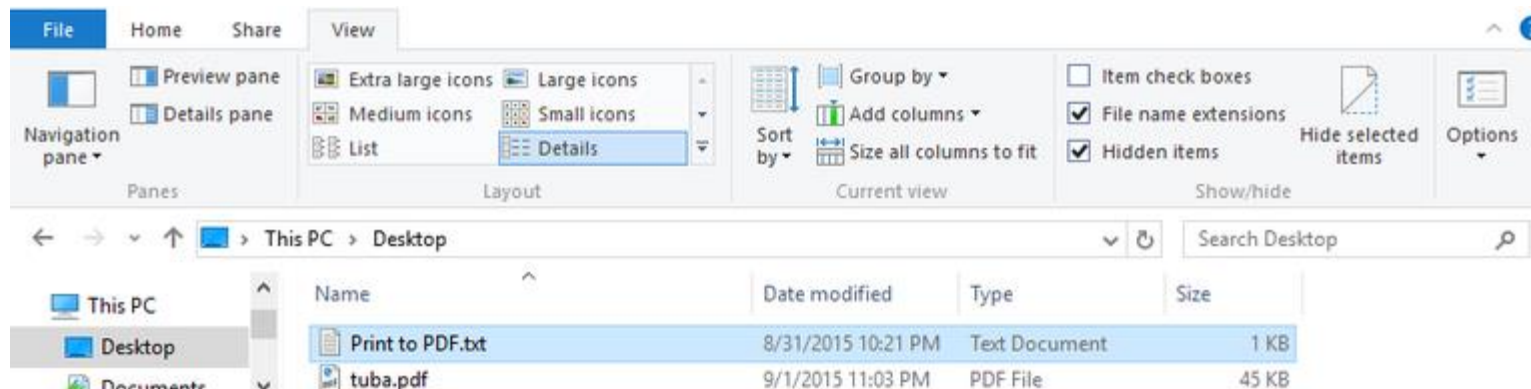 File Home Share View
Preview pane
Details pane
Navigation
pane
Panes
Extra large icons Large icons
Medium icons Small icons
List Details
Layout
Sort
by
Group by
Add columns
Size all columns to fit
Current view
Item check boxes
File name extensions
Hidden items
Hide selected
items
Show/hide
Options
This PC > Desktop
Search Desktop
This PC
Desktop
Documents
Name Date modified Type Size
Print to PDF.txt 8/31/2015 10:21 PM Text Document 1 KB
tuba.pdf 9/1/2015 11:03 PM PDF File 45 KB